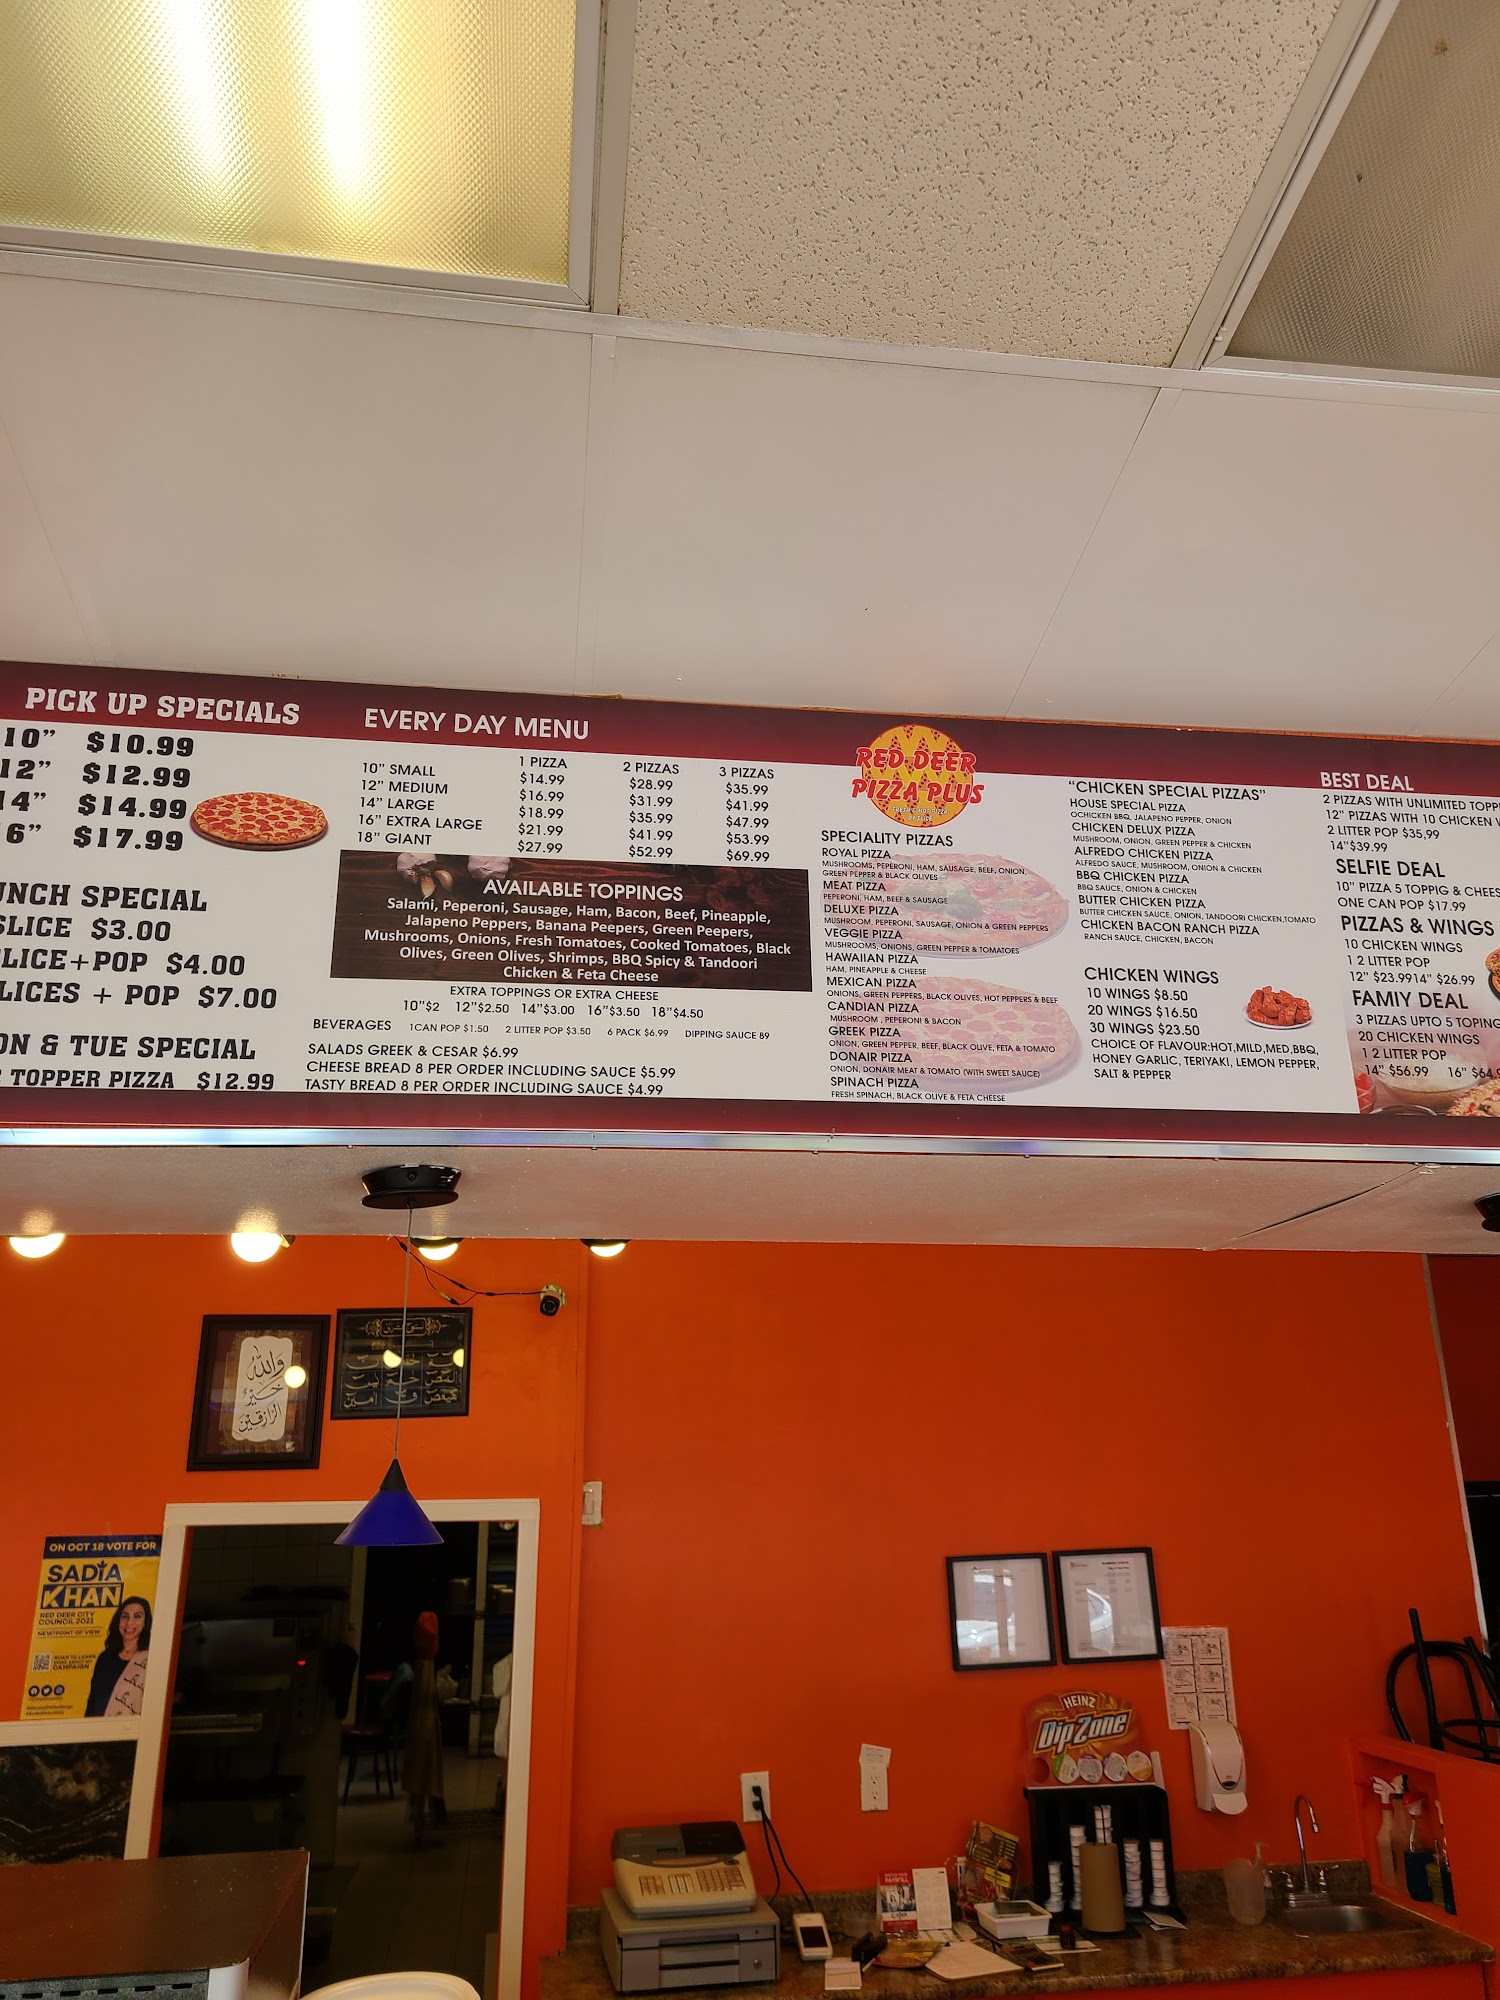 PICK UP SPECIALS
10" $10.99
12" $12.99
14" $14.99
6" $17.99
UNCH SPECIAL
SLICE $3.00
LICE+POP $4.00
LICES + POP $7.00
ON & TUE SPECIAL
TOPPER PIZZA $12.99
EVERY DAY MENU
1 PIZZA 2 PIZZAS 3 PIZZAS
10" SMALL $14.99 $28.99 $35.99
12" MEDIUM $16.99 $31.99 $41.99
14" LARGE $18.99 $35.99 $47.99
16" EXTRA LARGE $21.99 $41.99 $53.99
18" GIANT $27.99 $52.99 $69.99
AVAILABLE TOPPINGS
Salami, Peperoni, Sausage, Ham, Bacon, Beef, Pineapple,
Jalapeno Peppers, Banana Peepers, Green Peepers,
Mushrooms, Onions, Fresh Tomatoes, Cooked Tomatoes, Black
Olives, Green Olives, Shrimps, BBQ Spicy & Tandoori
Chicken & Feta Cheese
EXTRA TOPPINGS OR EXTRA CHEESE
10"$2 12"$2.50 14"$3.00 16"$3.50 18"$4.50
BEVERAGES 1CAN POP $1.50 2 LITTER POP $3.50 6 PACK $6.99 DIPPING SAUCE 89
SALADS GREEK & CESAR $6.99
CHEESE BREAD 8 PER ORDER INCLUDING SAUCE $5.99
TASTY BREAD 8 PER ORDER INCLUDING SAUCE $4.99
RED DEER
PIZZA PLUS
FRESH & HOT PIZZA
BY SLICE
SPECIALITY PIZZAS
ROYAL PIZZA
MUSHROOMS, PEPERONI, HAM, SAUSAGE, BEEF, ONION,
GREEN PEPPER & BLACK OLIVES
MEAT PIZZA
PEPERONI, HAM, BEEF & SAUSAGE
DELUXE PIZZA
MUSHROOM, PEPERONI, SAUSAGE, ONION & GREEN PEPPERS
VEGGIE PIZZA
MUSHROOMS, ONIONS, GREEN PEPPER & TOMATOES
HAWAIIAN PIZZA
HAM, PINEAPPLE & CHEESE
MEXICAN PIZZA
ONIONS, GREEN PEPPERS, BLACK OLIVES, HOT PEPPERS & BEEF
CANDIAN PIZZA
MUSHROOM , PEPERONI & BACON
GREEK PIZZA
ONION, GREEN PEPPER, BEEF, BLACK OLIVE, FETA & TOMATO
DONAIR PIZZA
ONION, DONAIR MEAT & TOMATO (WITH SWEET SAUCE)
SPINACH PIZZA
FRESH SPINACH, BLACK OLIVE & FETA CHEESE
"CHICKEN SPECIAL PIZZAS"
HOUSE SPECIAL PIZZA
OCHICKEN BBQ, JALAPENO PEPPER, ONION
CHICKEN DELUX PIZZA
MUSHROOM, ONION, GREEN PEPPER & CHICKEN
ALFREDO CHICKEN PIZZA
ALFREDO SAUCE, MUSHROOM, ONION & CHICKEN
BBQ CHICKEN PIZZA
BBQ SAUCE, ONION & CHICKEN
BUTTER CHICKEN PIZZA
BUTTER CHICKEN SAUCE, ONION, TANDOORI CHICKEN,TOMATO
CHICKEN BACON RANCH PIZZA
RANCH SAUCE, CHICKEN, BACON
CHICKEN WINGS
10 WINGS $8.50
20 WINGS $16.50
30 WINGS $23.50
CHOICE OF FLAVOUR:HOT,MILD,MED,BBQ,
HONEY GARLIC, TERIYAKI, LEMON PEPPER,
SALT & PEPPER
BEST DEAL
2 PIZZAS WITH UNLIMITED TOPP
12" PIZZAS WITH 10 CHICKEN
2 LITTER POP $35,99
14"$39.99
SELFIE DEAL
10" PIZZA 5 TOPPIG & CHEES
ONE CAN POP $17.99
PIZZAS & WINGS
10 CHICKEN WINGS
1 2 LITTER POP
12" $23.9914" $26.99
FAMIY DEAL
3 PIZZAS UPTO 5 TOPING
20 CHICKEN WINGS
1 2 LITTER POP
14" $56.99 16" $64.9
والله
خير
الرازقين
ON OCT 18 VOTE FOR
SADIA
KHAN
RED DEER CITY
COUNCIL 2021
NEW POINT OF VIEW
CAMPAIGN
HEINZ
Dip Zone